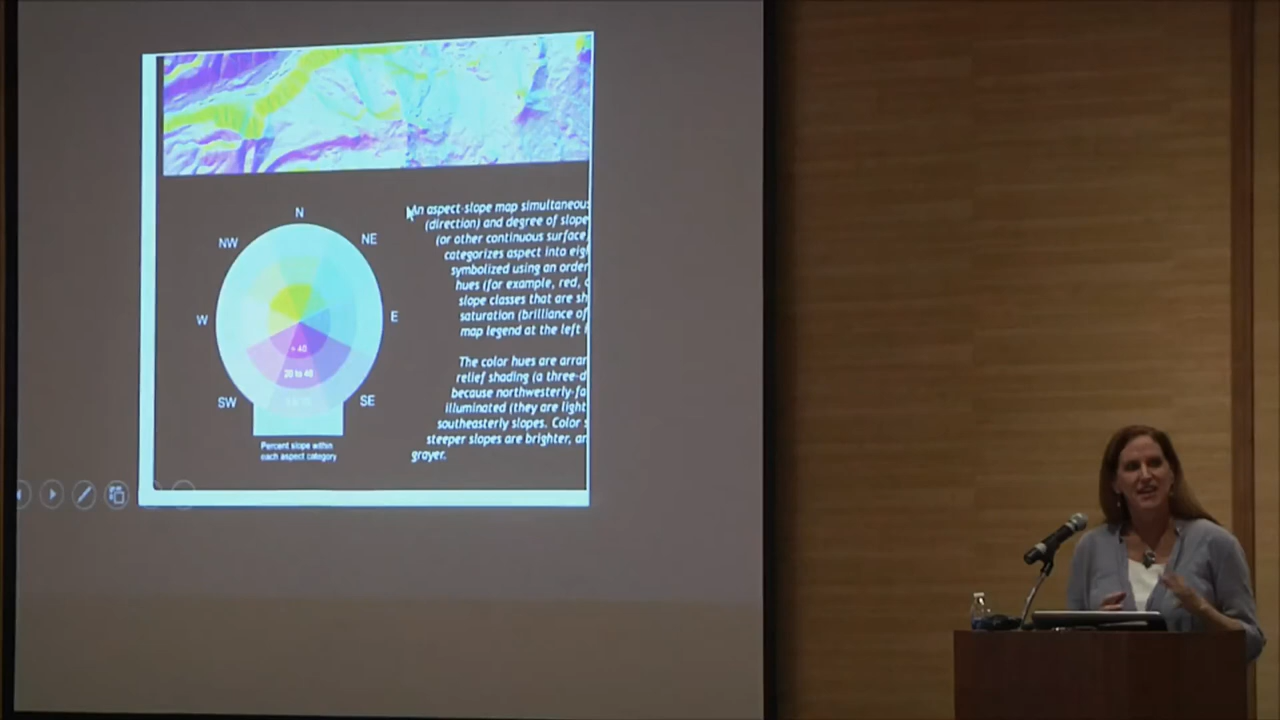 N
NW
NE
W
E
> 40
20 to 40
SW
SE
Percent slope within
each aspect category
An aspect-slope map simultaneous
(direction) and degree of slope
(or other continuous surface)
categorizes aspect into eig
symbolized using an order
hues (for example, red,
slope classes that are sh
saturation (brilliance of
map legend at the left
The color hues are arran
relief shading (a three-d
because northwesterly-fa
illuminated (they are light
southeasterly slopes. Color
steeper slopes are brighter, an
grayer.